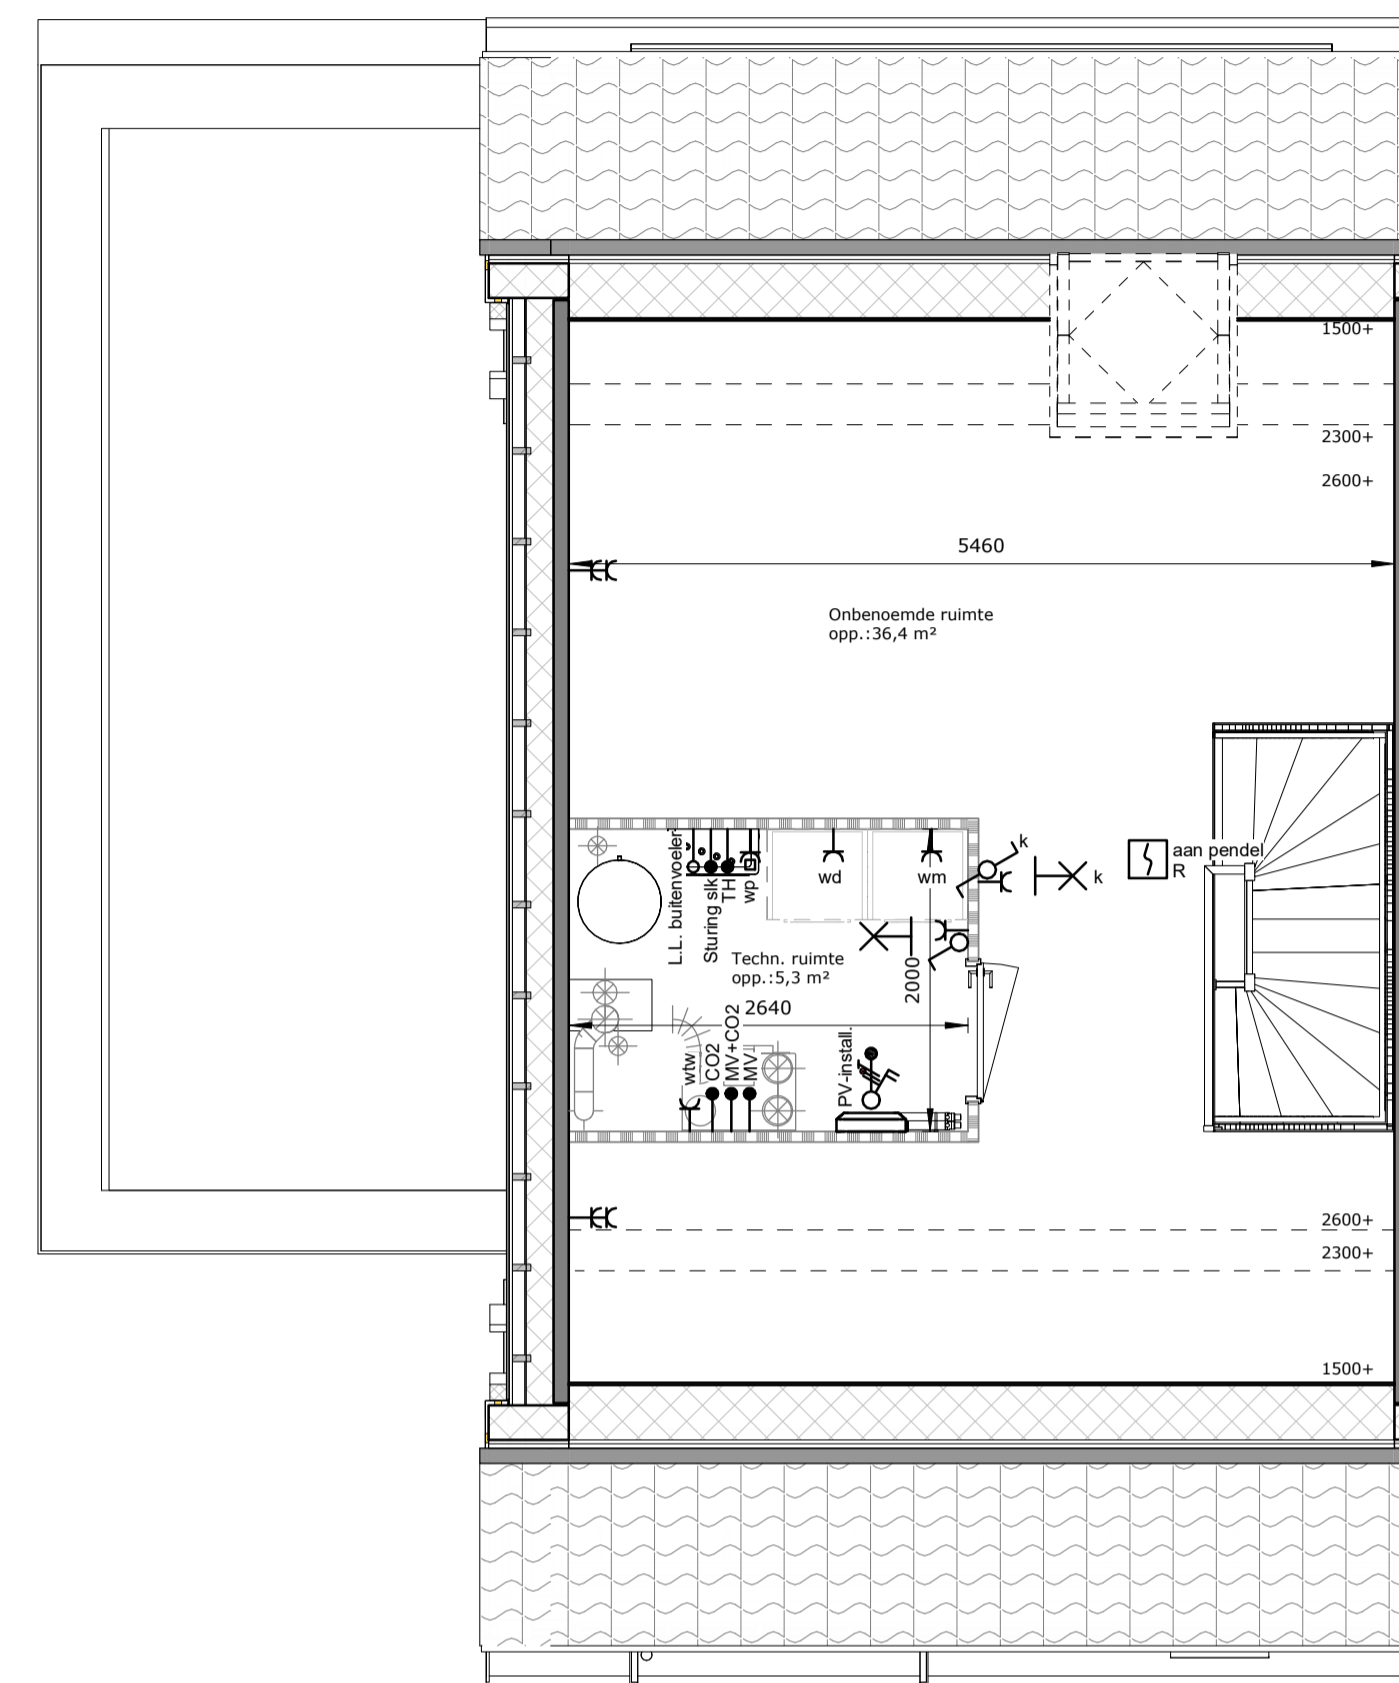 1500+
2300+
2600+
5460
Onbenoemde ruimte
opp.:36,4 m²
L.L. buitenvoeler
Sturing slk
TH
wp
wd
wm
k
k
aan pendel
R
Techn. ruimte
opp.:5,3 m²
2000
2640
wtw
CO2
MV+CO2
MV
PV-install.
2600+
2300+
1500+